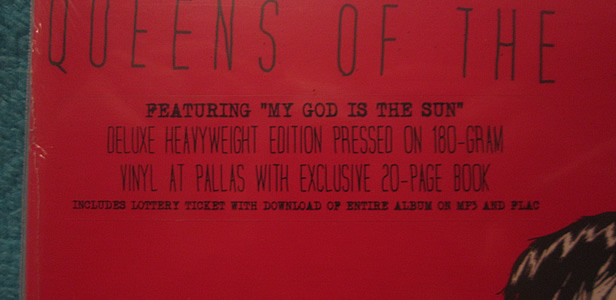 QUEENS OF THE
FEATURING "MY GOD IS THE SUN"
DELUXE HEAVYWEIGHT EDITION PRESSED ON 180-GRAM
VINYL AT PALLAS WITH EXCLUSIVE 20-PAGE BOOK
INCLUDES LOTTERY TICKET WITH DOWNLOAD OF ENTIRE ALBUM ON MP3 AND FLAC